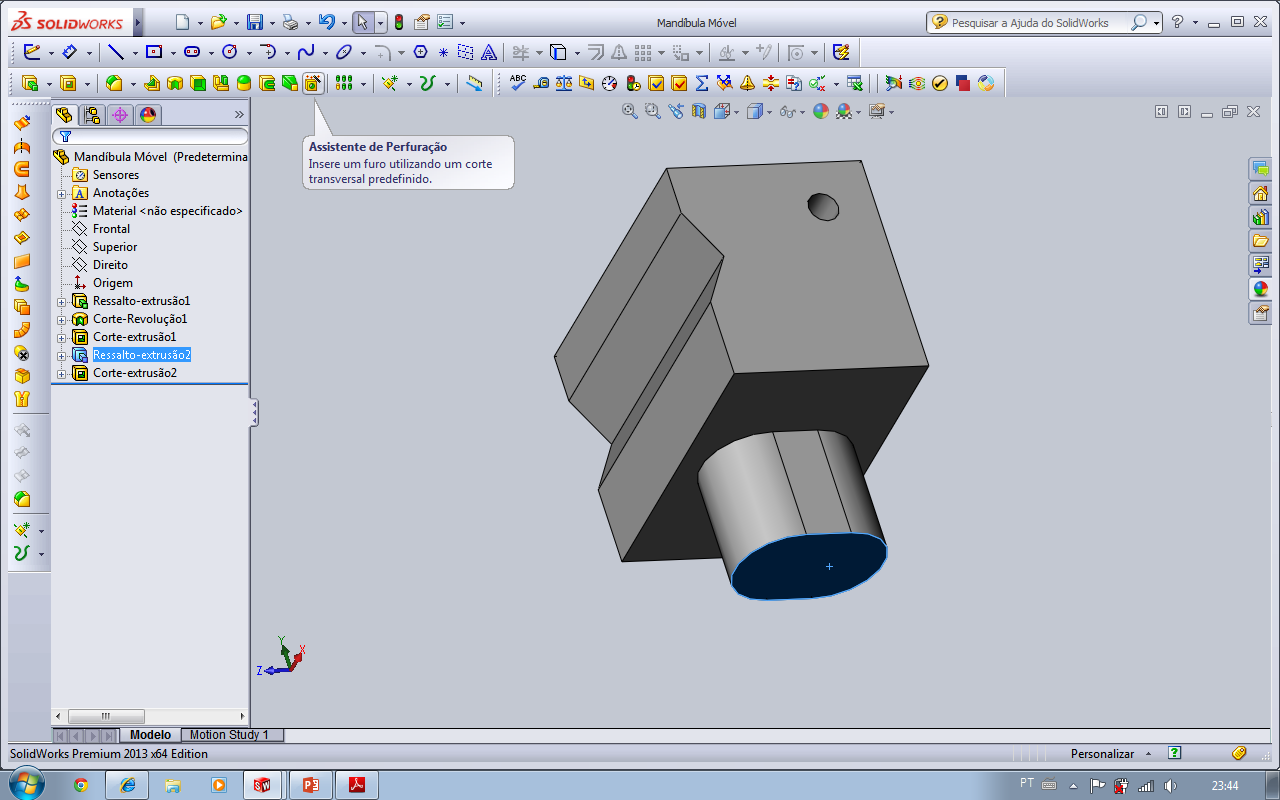 SOLIDWORKS
Mandíbula Móvel
Pesquisar a Ajuda do SolidWorks
?
ABC
Assistente de Perfuração
Insere um furo utilizando um corte
transversal predefinido.
»
Mandíbula Móvel (Predetermina
Sensores
A
Anotações
Material <não especificado>
Frontal
Superior
Direito
Origem
Ressalto-extrusão1
Corte-Revolução1
Corte-extrusão1
Ressalto-extrusão2
Corte-extrusão2
Y
X
Z
Modelo
Motion Study 1
SolidWorks Premium 2013 x64 Edition
Personalizar
?
PT
23:44